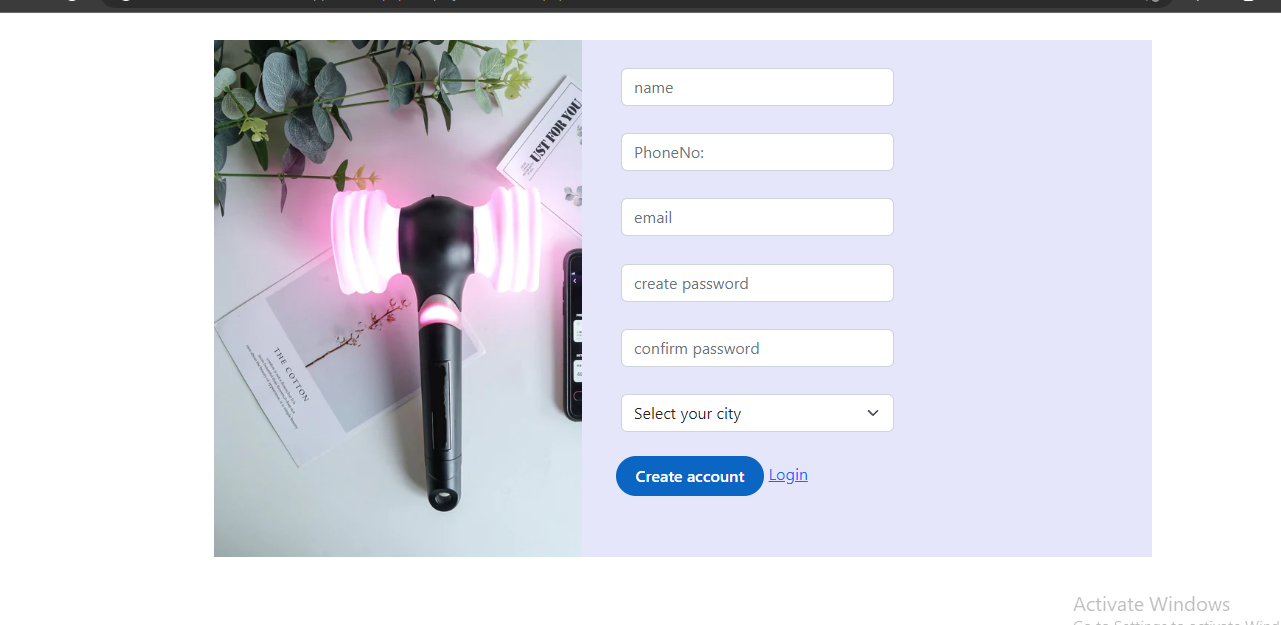 UST FOR YOU
THE COTTON
name
PhoneNo:
email
create password
confirm password
Select your city
Create account Login
Activate Windows
Go to Settings to activate Wind